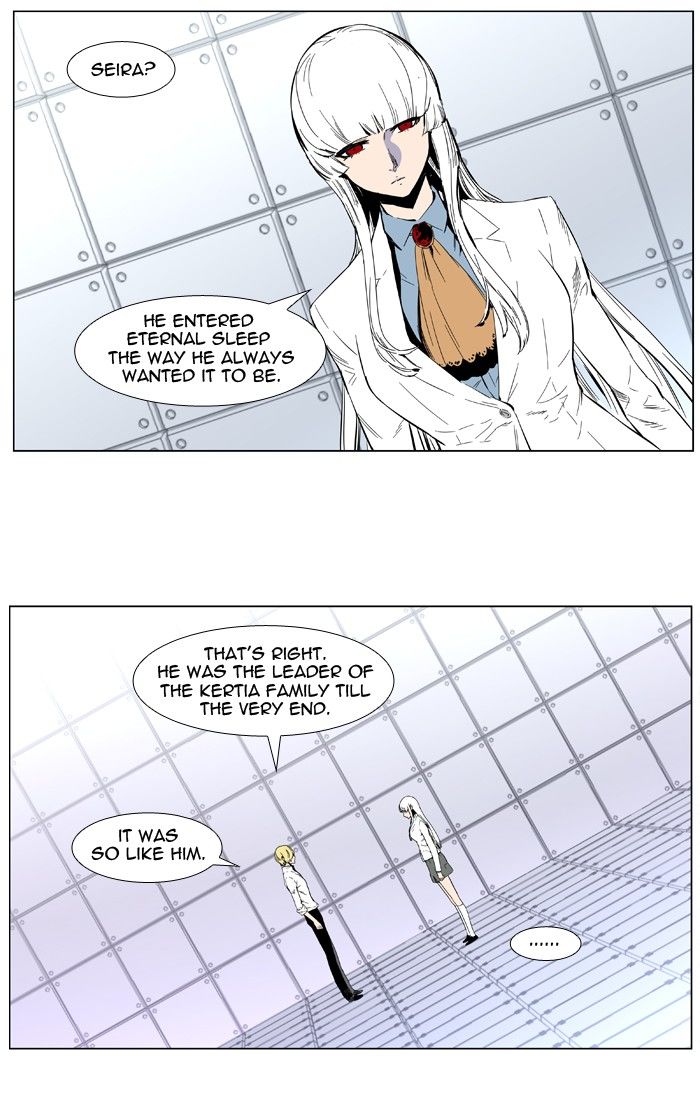 SEIRA?
HE ENTERED
ETERNAL SLEEP
THE WAY HE ALWAYS
WANTED IT TO BE.
THAT'S RIGHT.
HE WAS THE LEADER OF
THE KERTIA FAMILY TILL
THE VERY END.
IT WAS
SO LIKE HIM.
......